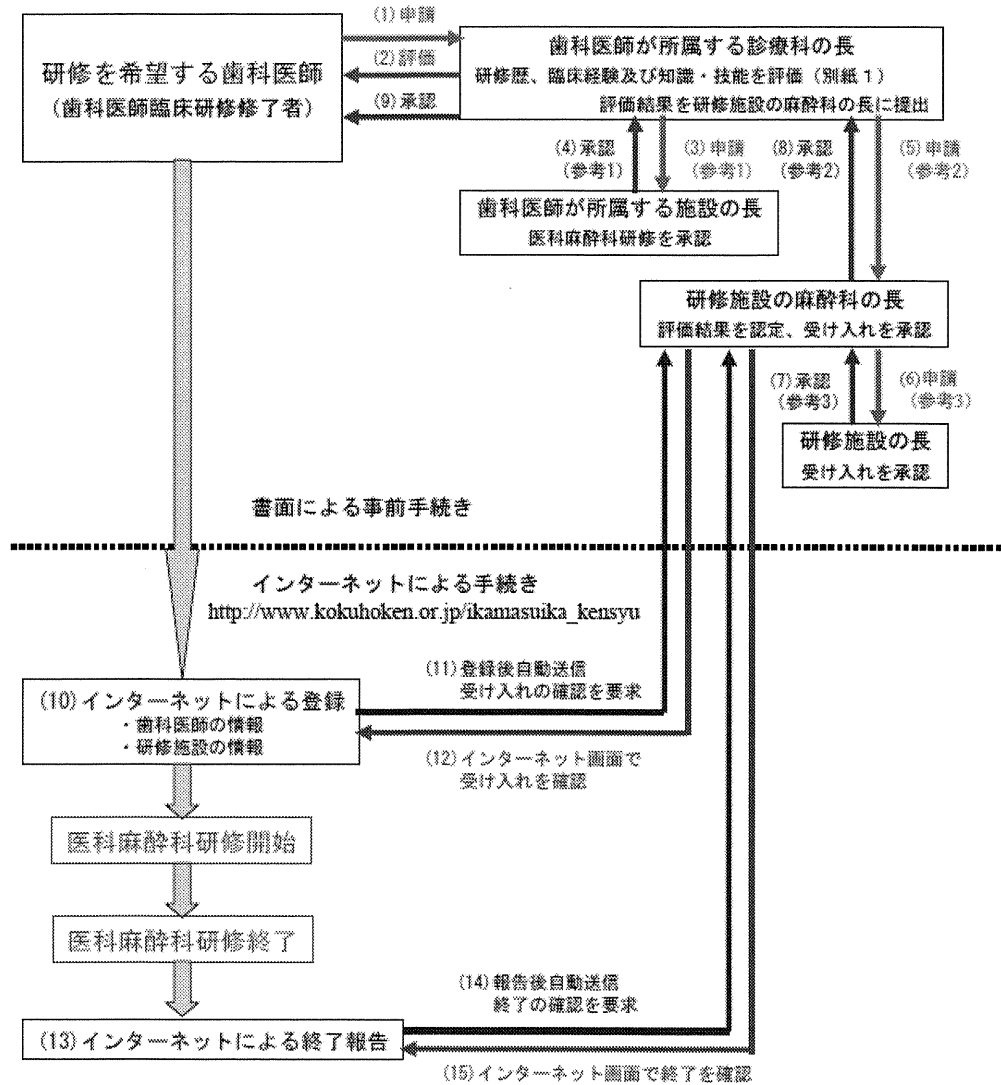 (1)申請
研修を希望する歯科医師
(歯科医師臨床研修修了者)
(2)評価
(9)承認
歯科医師が所属する診療科の長
研修歴、臨床経験及び知識・技能を評価（別紙１）
評価結果を研修施設の麻酔科の長に提出
(4)承認
(参考1)
(3)申請
(参考1)
(8)承認
(参考2)
(5)申請
(参考2)
歯科医師が所属する施設の長
医科麻酔科研修を承認
研修施設の麻酔科の長
評価結果を認定、受け入れを承認
(7)承認
(参考3)
(6)申請
(参考3)
研修施設の長
受け入れを承認
書面による事前手続き
インターネットによる手続き
http://www.kokuhoken.or.jp/ikamasuika_kensyu
(10)インターネットによる登録
・歯科医師の情報
・研修施設の情報
(11)登録後自動送信
受け入れの確認を要求
(12)インターネット画面で
受け入れを確認
医科麻酔科研修開始
医科麻酔科研修終了
(14)報告後自動送信
終了の確認を要求
(13)インターネットによる終了報告
(15)インターネット画面で終了を確認